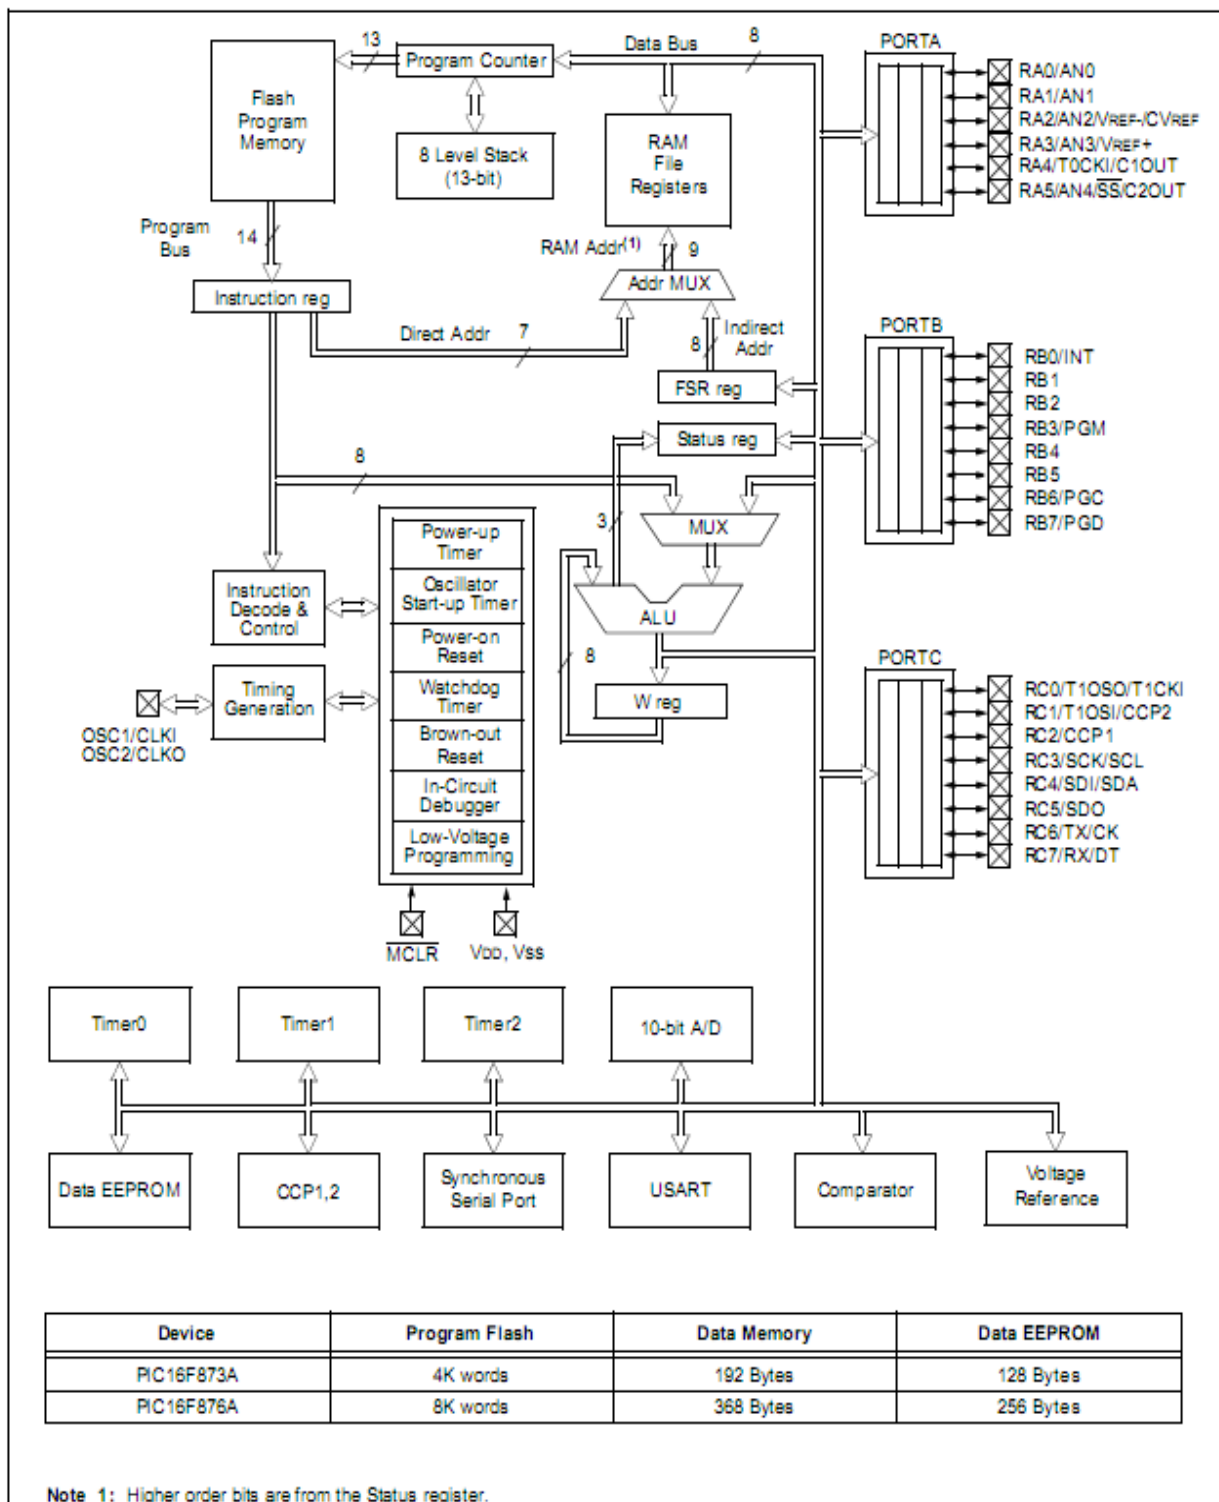 13
Data Bus
8
PORTA
Program Counter
Flash
Program
Memory
8 Level Stack
(13-bit)
RAM
File
Registers
RA0/AN0
RA1/AN1
RA2/AN2/VREF-/CVREF
RA3/AN3/VREF+
RA4/T0CKI/C1OUT
RA5/AN4/SS/C2OUT
Program
Bus
14
RAM Addr(1)
9
Addr MUX
Instruction reg
Direct Addr
7
8
Indirect
Addr
FSR reg
Status reg
PORTB
RB0/INT
RB1
RB2
RB3/PGM
RB4
RB5
RB6/PGC
RB7/PGD
8
3
MUX
ALU
8
W reg
Power-up
Timer
Oscillator
Start-up Timer
Power-on
Reset
Watchdog
Timer
Brown-out
Reset
In-Circuit
Debugger
Low-Voltage
Programming
Instruction
Decode &
Control
Timing
Generation
OSC1/CLKI
OSC2/CLKO
MCLR
VDD, VSS
PORTC
RC0/T1OSO/T1CKI
RC1/T1OSI/CCP2
RC2/CCP1
RC3/SCK/SCL
RC4/SDI/SDA
RC5/SDO
RC6/TX/CK
RC7/RX/DT
Timer0
Timer1
Timer2
10-bit A/D
Data EEPROM
CCP1,2
Synchronous
Serial Port
USART
Comparator
Voltage
Reference
Device Program Flash Data Memory Data EEPROM
PIC16F873A 4K words 192 Bytes 128 Bytes
PIC16F876A 8K words 368 Bytes 256 Bytes
Note 1: Higher order bits are from the Status register.